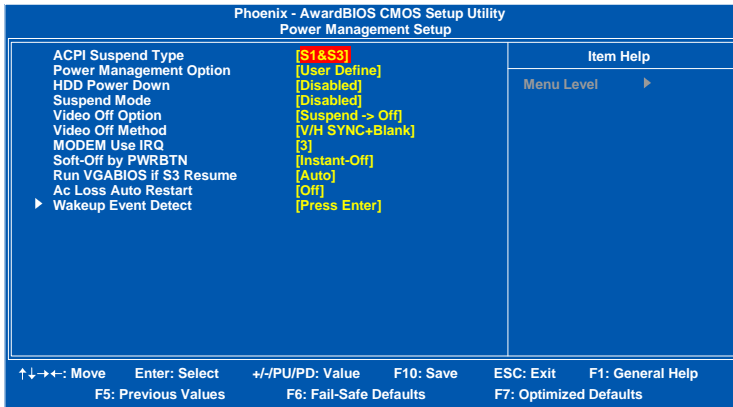 Phoenix - AwardBIOS CMOS Setup Utility
Power Management Setup
ACPI Suspend Type [S1&S3]
Power Management Option [User Define]
HDD Power Down [Disabled]
Suspend Mode [Disabled]
Video Off Option [Suspend -> Off]
Video Off Method [V/H SYNC+Blank]
MODEM Use IRQ [3]
Soft-Off by PWRBTN [Instant-Off]
Run VGABIOS if S3 Resume [Auto]
Ac Loss Auto Restart [Off]
Wakeup Event Detect [Press Enter]
Item Help
Menu Level
↑↓→←: Move Enter: Select +/-/PU/PD: Value F10: Save ESC: Exit F1: General Help
F5: Previous Values F6: Fail-Safe Defaults F7: Optimized Defaults